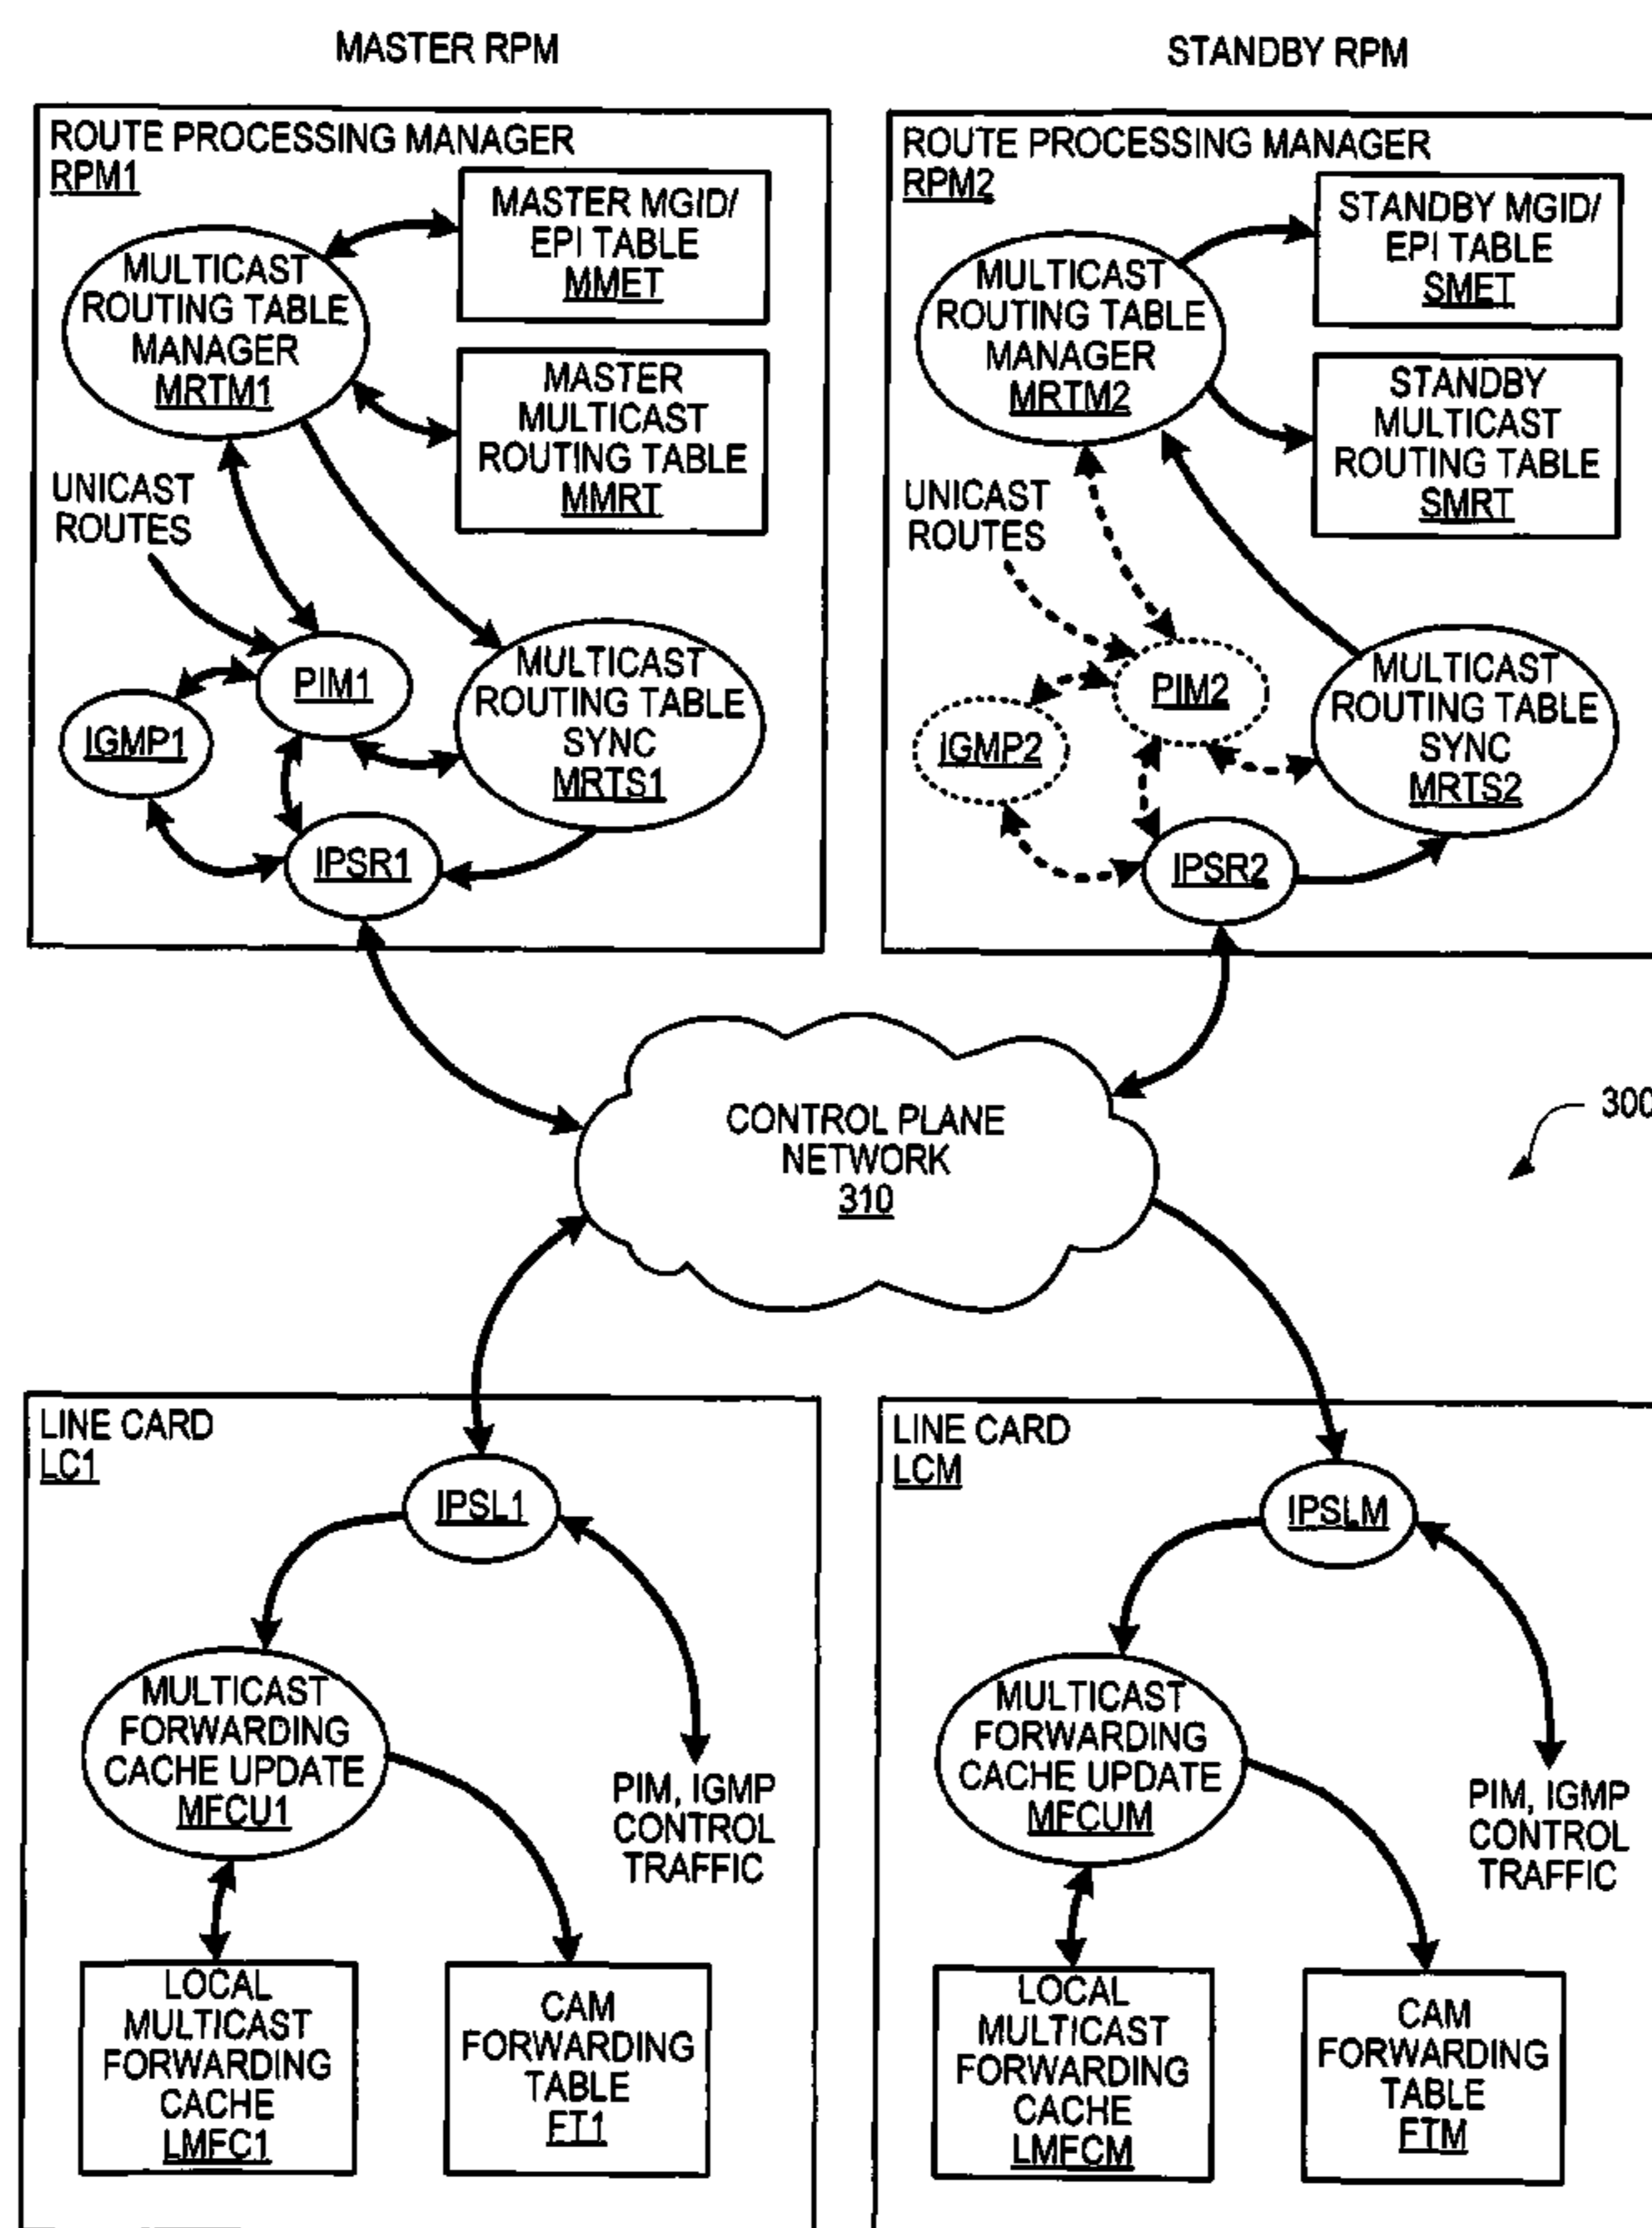 MASTER RPM
STANDBY RPM
ROUTE PROCESSING MANAGER
RPM1
MASTER MGID/
EPI TABLE
MMET
MULTICAST
ROUTING TABLE
MANAGER
MRTM1
MASTER
MULTICAST
ROUTING TABLE
MMRT
UNICAST
ROUTES
PIM1
IGMP1
MULTICAST
ROUTING TABLE
SYNC
MRTS1
IPSR1
ROUTE PROCESSING MANAGER
RPM2
STANDBY MGID/
EPI TABLE
SMET
MULTICAST
ROUTING TABLE
MANAGER
MRTM2
STANDBY
MULTICAST
ROUTING TABLE
SMRT
UNICAST
ROUTES
PIM2
IGMP2
MULTICAST
ROUTING TABLE
SYNC
MRTS2
IPSR2
CONTROL PLANE
NETWORK
310
300
LINE CARD
LC1
IPSL1
MULTICAST
FORWARDING
CACHE UPDATE
MFCU1
PIM, IGMP
CONTROL
TRAFFIC
LOCAL
MULTICAST
FORWARDING
CACHE
LMFC1
CAM
FORWARDING
TABLE
FT1
LINE CARD
LCM
IPSLM
MULTICAST
FORWARDING
CACHE UPDATE
MFCUM
PIM, IGMP
CONTROL
TRAFFIC
LOCAL
MULTICAST
FORWARDING
CACHE
LMFCM
CAM
FORWARDING
TABLE
FTM